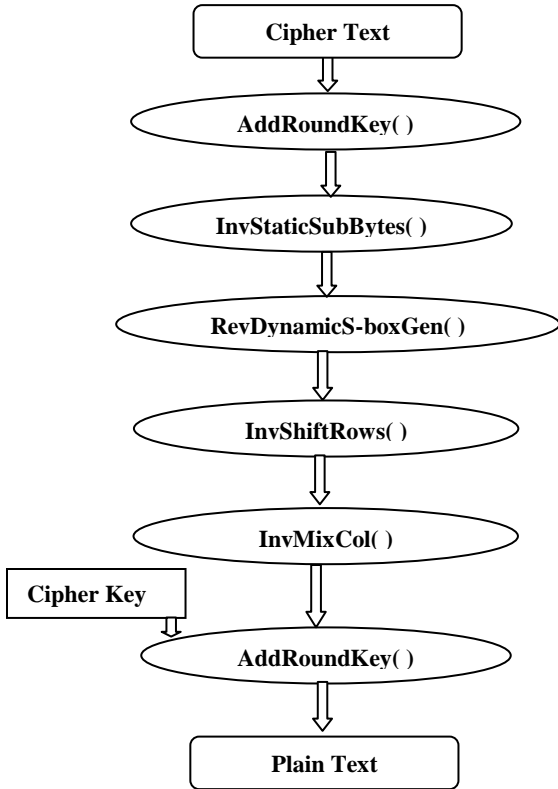 Cipher Text
AddRoundKey( )
InvStaticSubBytes( )
RevDynamicS-boxGen( )
InvShiftRows( )
InvMixCol( )
Cipher Key
AddRoundKey( )
Plain Text